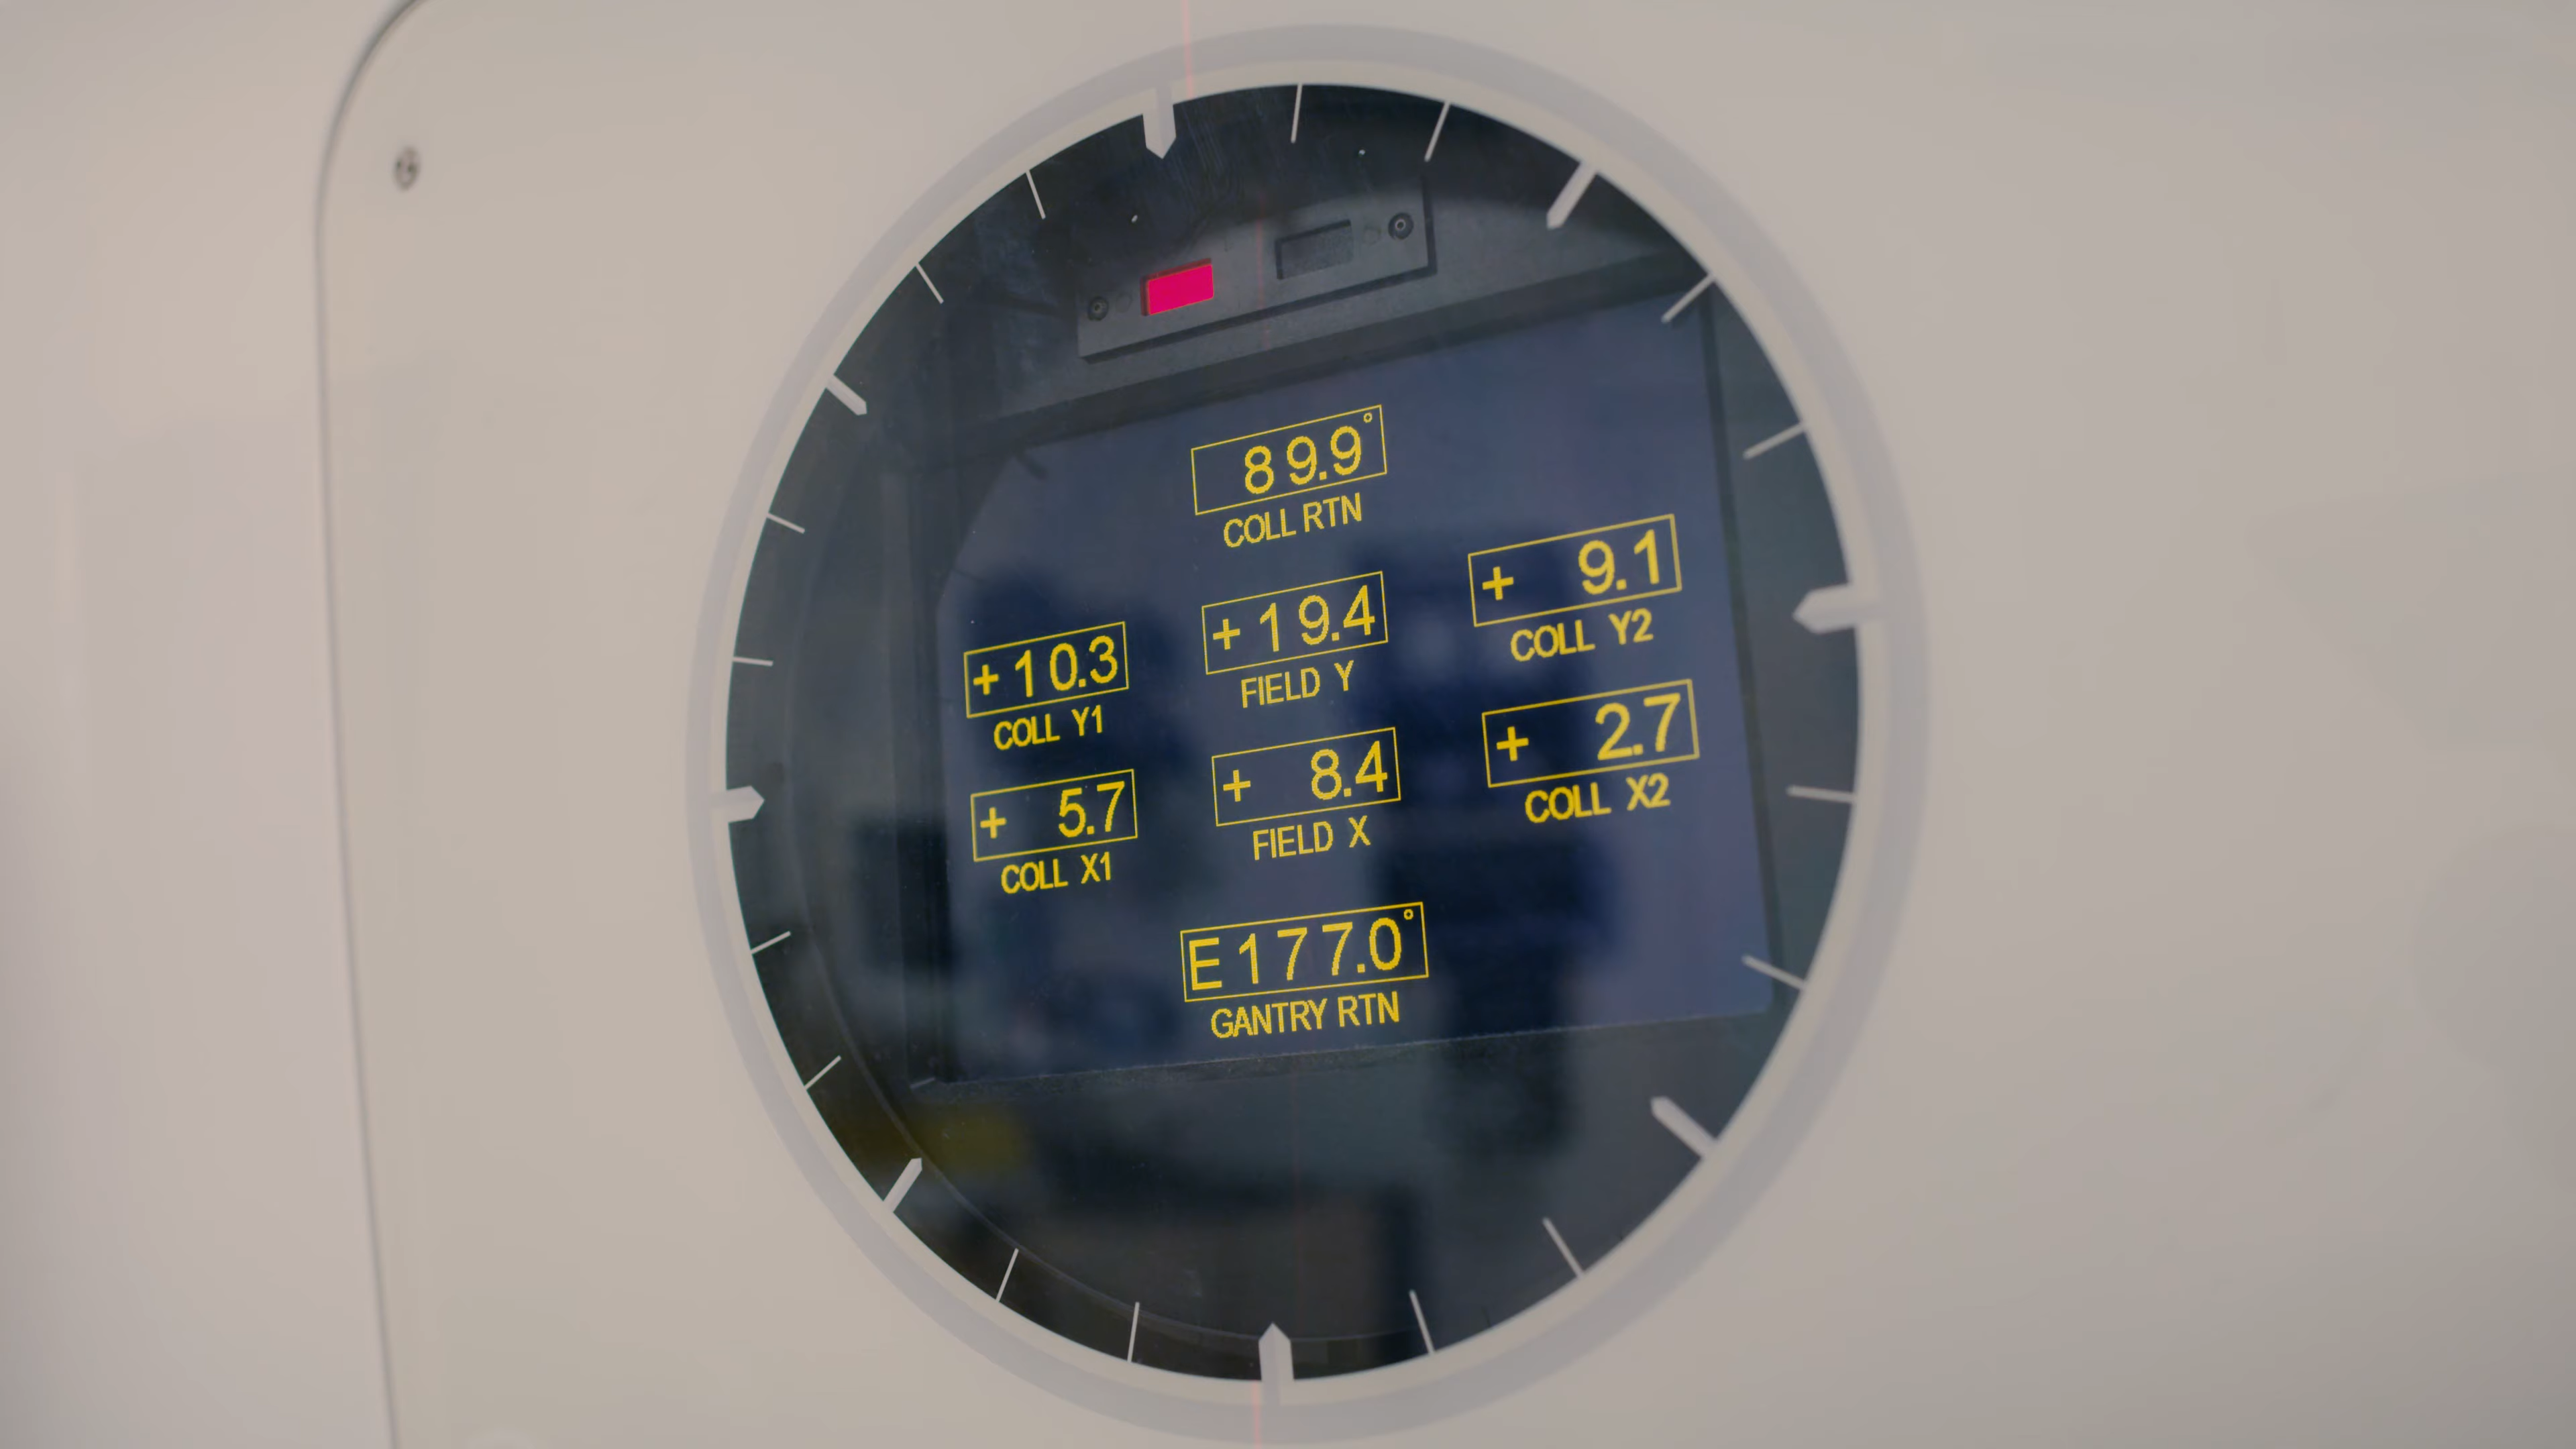 89.9°
COLL RTN
+10.3
COLL Y1
+19.4
FIELD Y
+ 9.1
COLL Y2
+ 5.7
COLL X1
+ 8.4
FIELD X
+ 2.7
COLL X2
E177.0°
GANTRY RTN